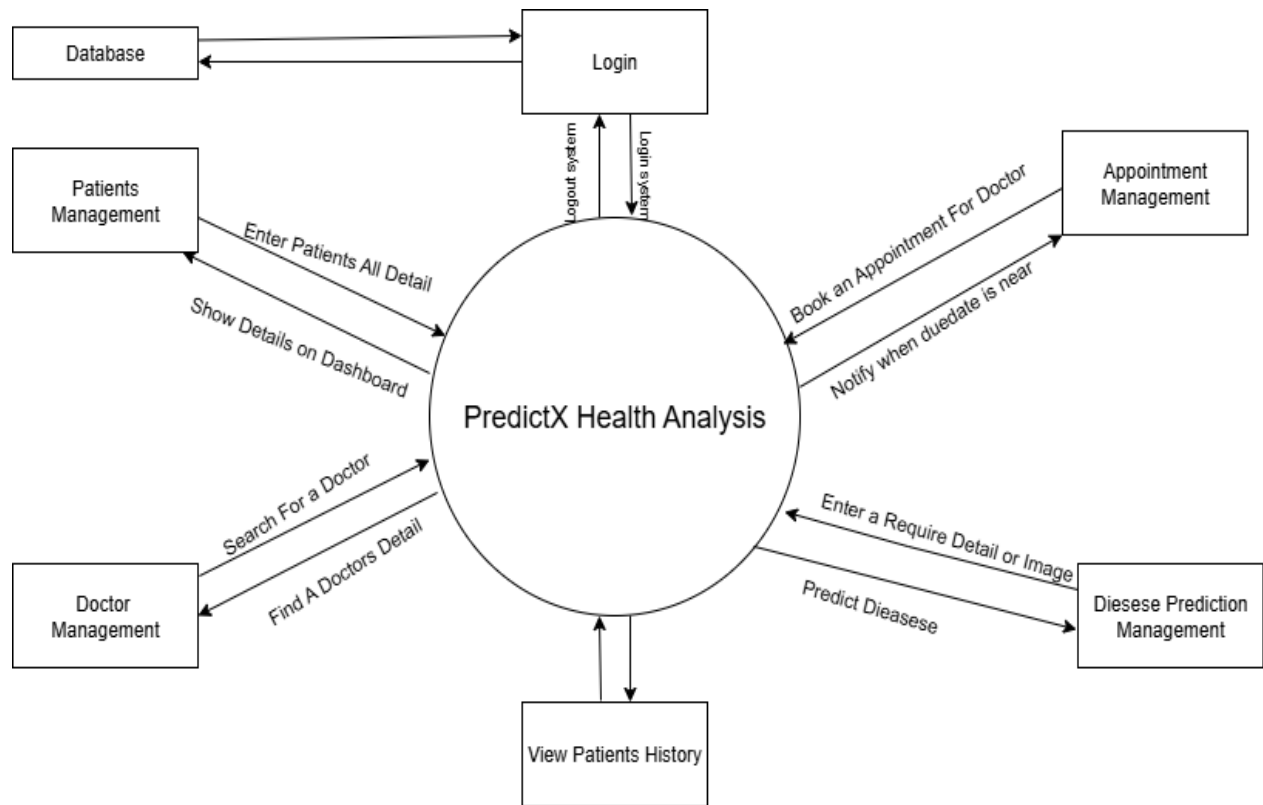 Database
Login
Logout system
Login system
Patients
Management
Appointment
Management
Enter Patients All Detail
Show Details on Dashboard
Book an Appointment For Doctor
Notify when duedate is near
PredictX Health Analysis
Search For a Doctor
Find A Doctors Detail
Enter a Require Detail or Image
Predict Dieasese
Doctor
Management
Diesese Prediction
Management
View Patients History